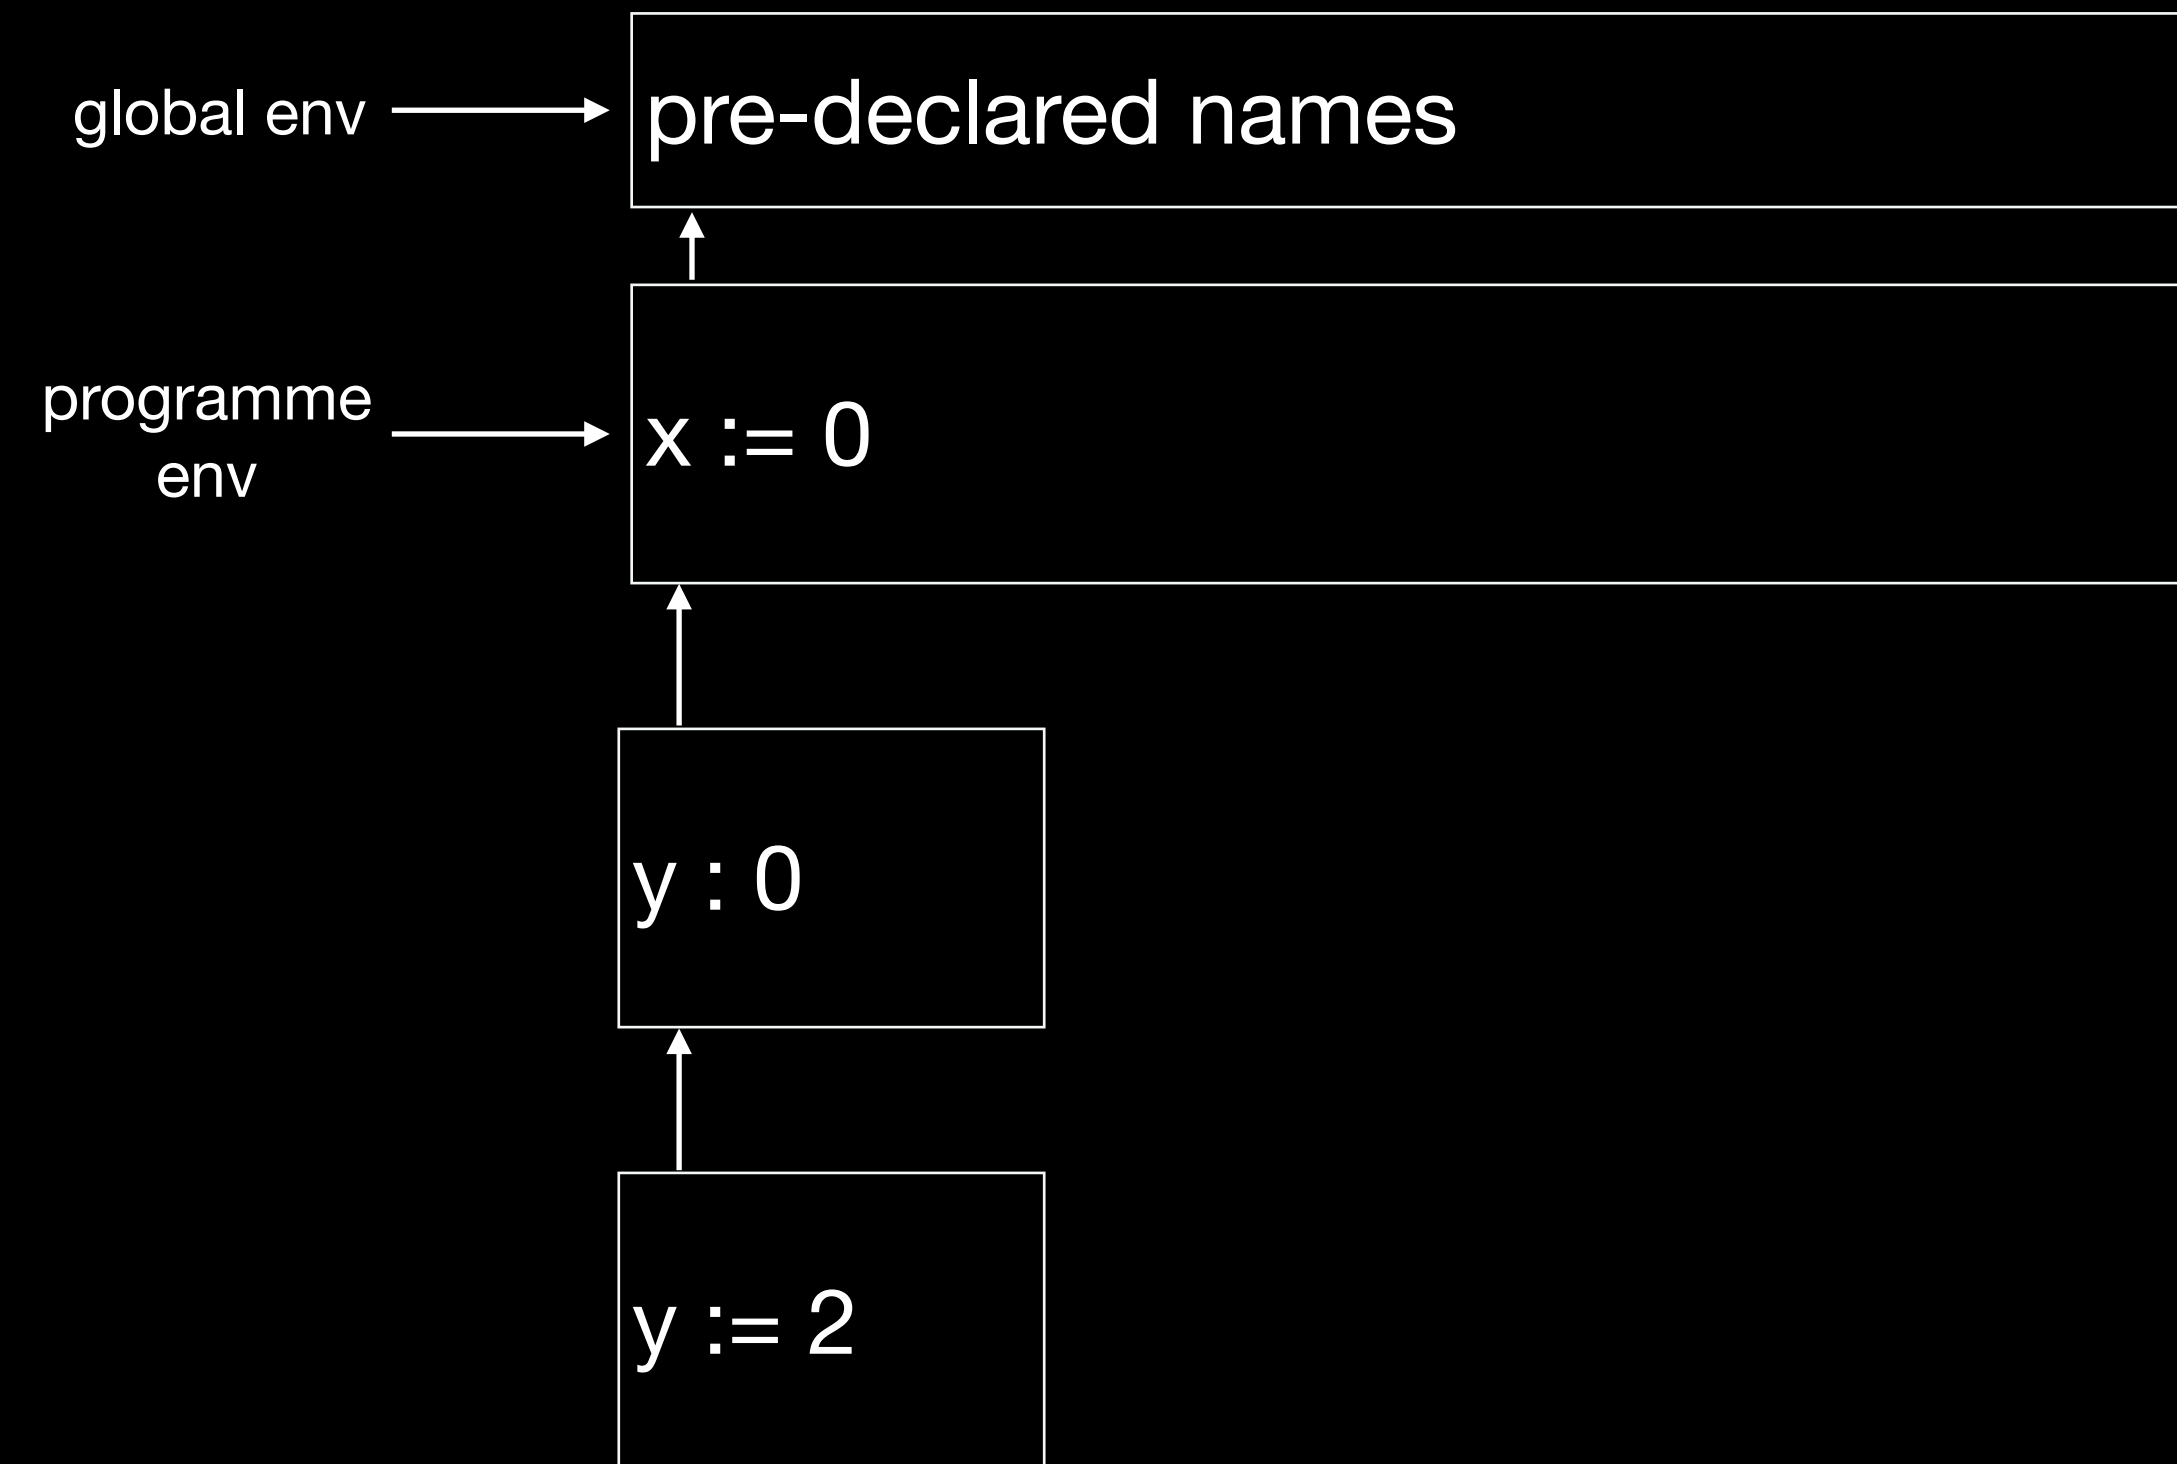 global env
pre-declared names
programme
env
x := 0
y : 0
y := 2